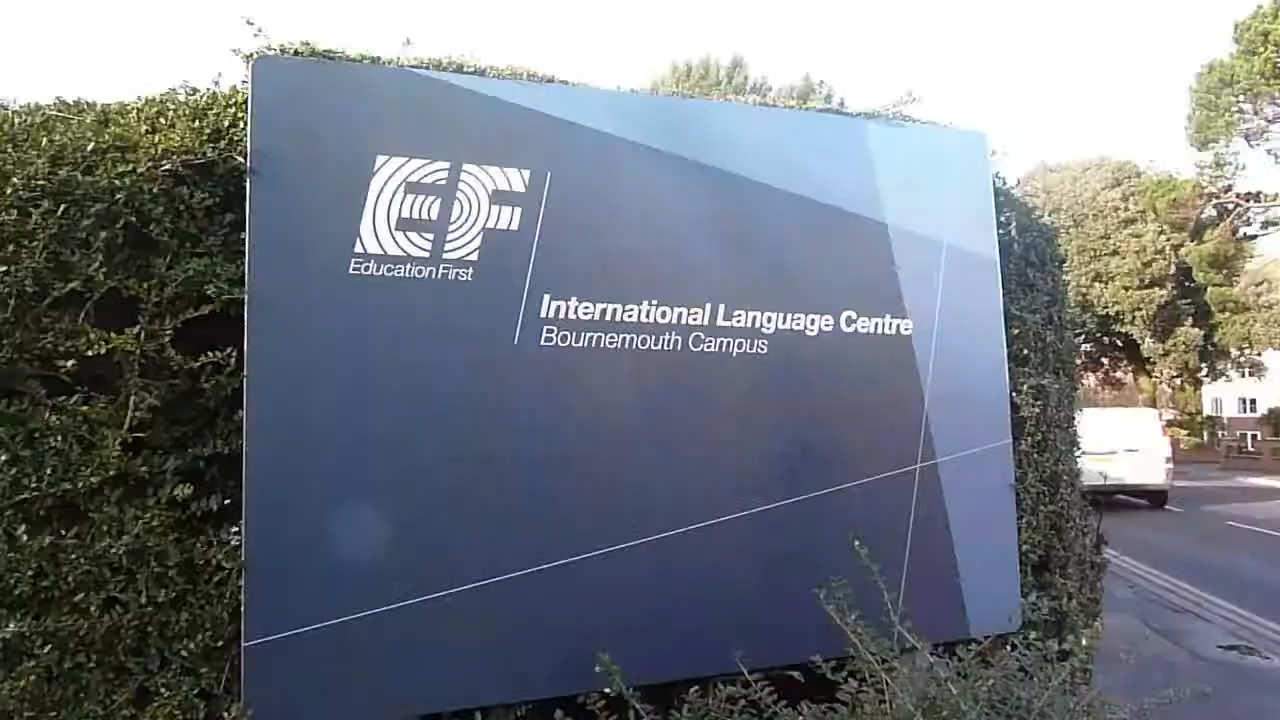 EF
Education First
International Language Centre
Bournemouth Campus